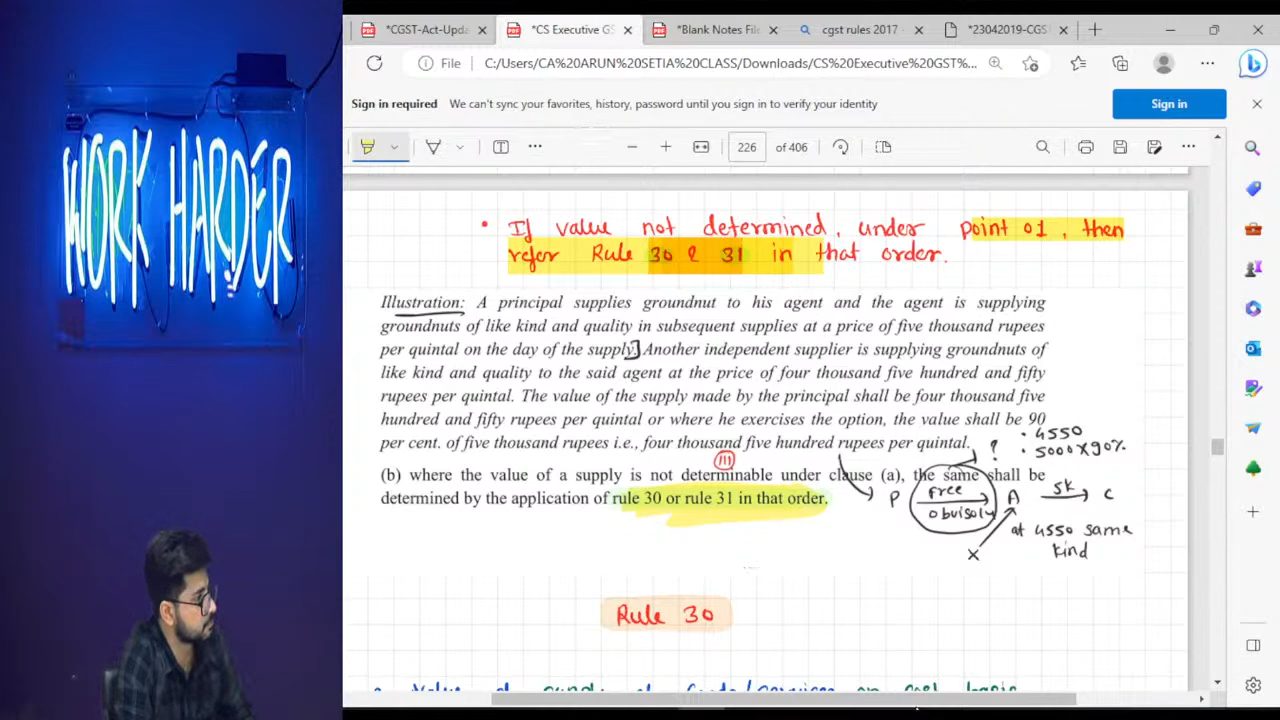 WORK HARDER
*CGST-Act-Upda
*CS Executive GS
*Blank Notes File
cgst rules 2017 -
*23042019-CGS
File
C:/Users/CA%20ARUN%20SETIA%20CLASS/Downloads/CS%20Executive%20GST%...
Sign in required We can't sync your favorites, history, password until you sign in to verify your identity
Sign in
226 of 406
• If value not determined, under point 01, then
refer Rule 30 & 31 in that order.
Illustration: A principal supplies groundnut to his agent and the agent is supplying
groundnuts of like kind and quality in subsequent supplies at a price of five thousand rupees
per quintal on the day of the supply. Another independent supplier is supplying groundnuts of
like kind and quality to the said agent at the price of four thousand five hundred and fifty
rupees per quintal. The value of the supply made by the principal shall be four thousand five
hundred and fifty rupees per quintal or where he exercises the option, the value shall be 90
per cent. of five thousand rupees i.e., four thousand five hundred rupees per quintal.
? • 4550
• 5000x90%
(III)
(b) where the value of a supply is not determinable under clause (a), the same shall be
determined by the application of rule 30 or rule 31 in that order.
P free A 5k C
obvisoly
at 4550 same
kind
X
Rule 30